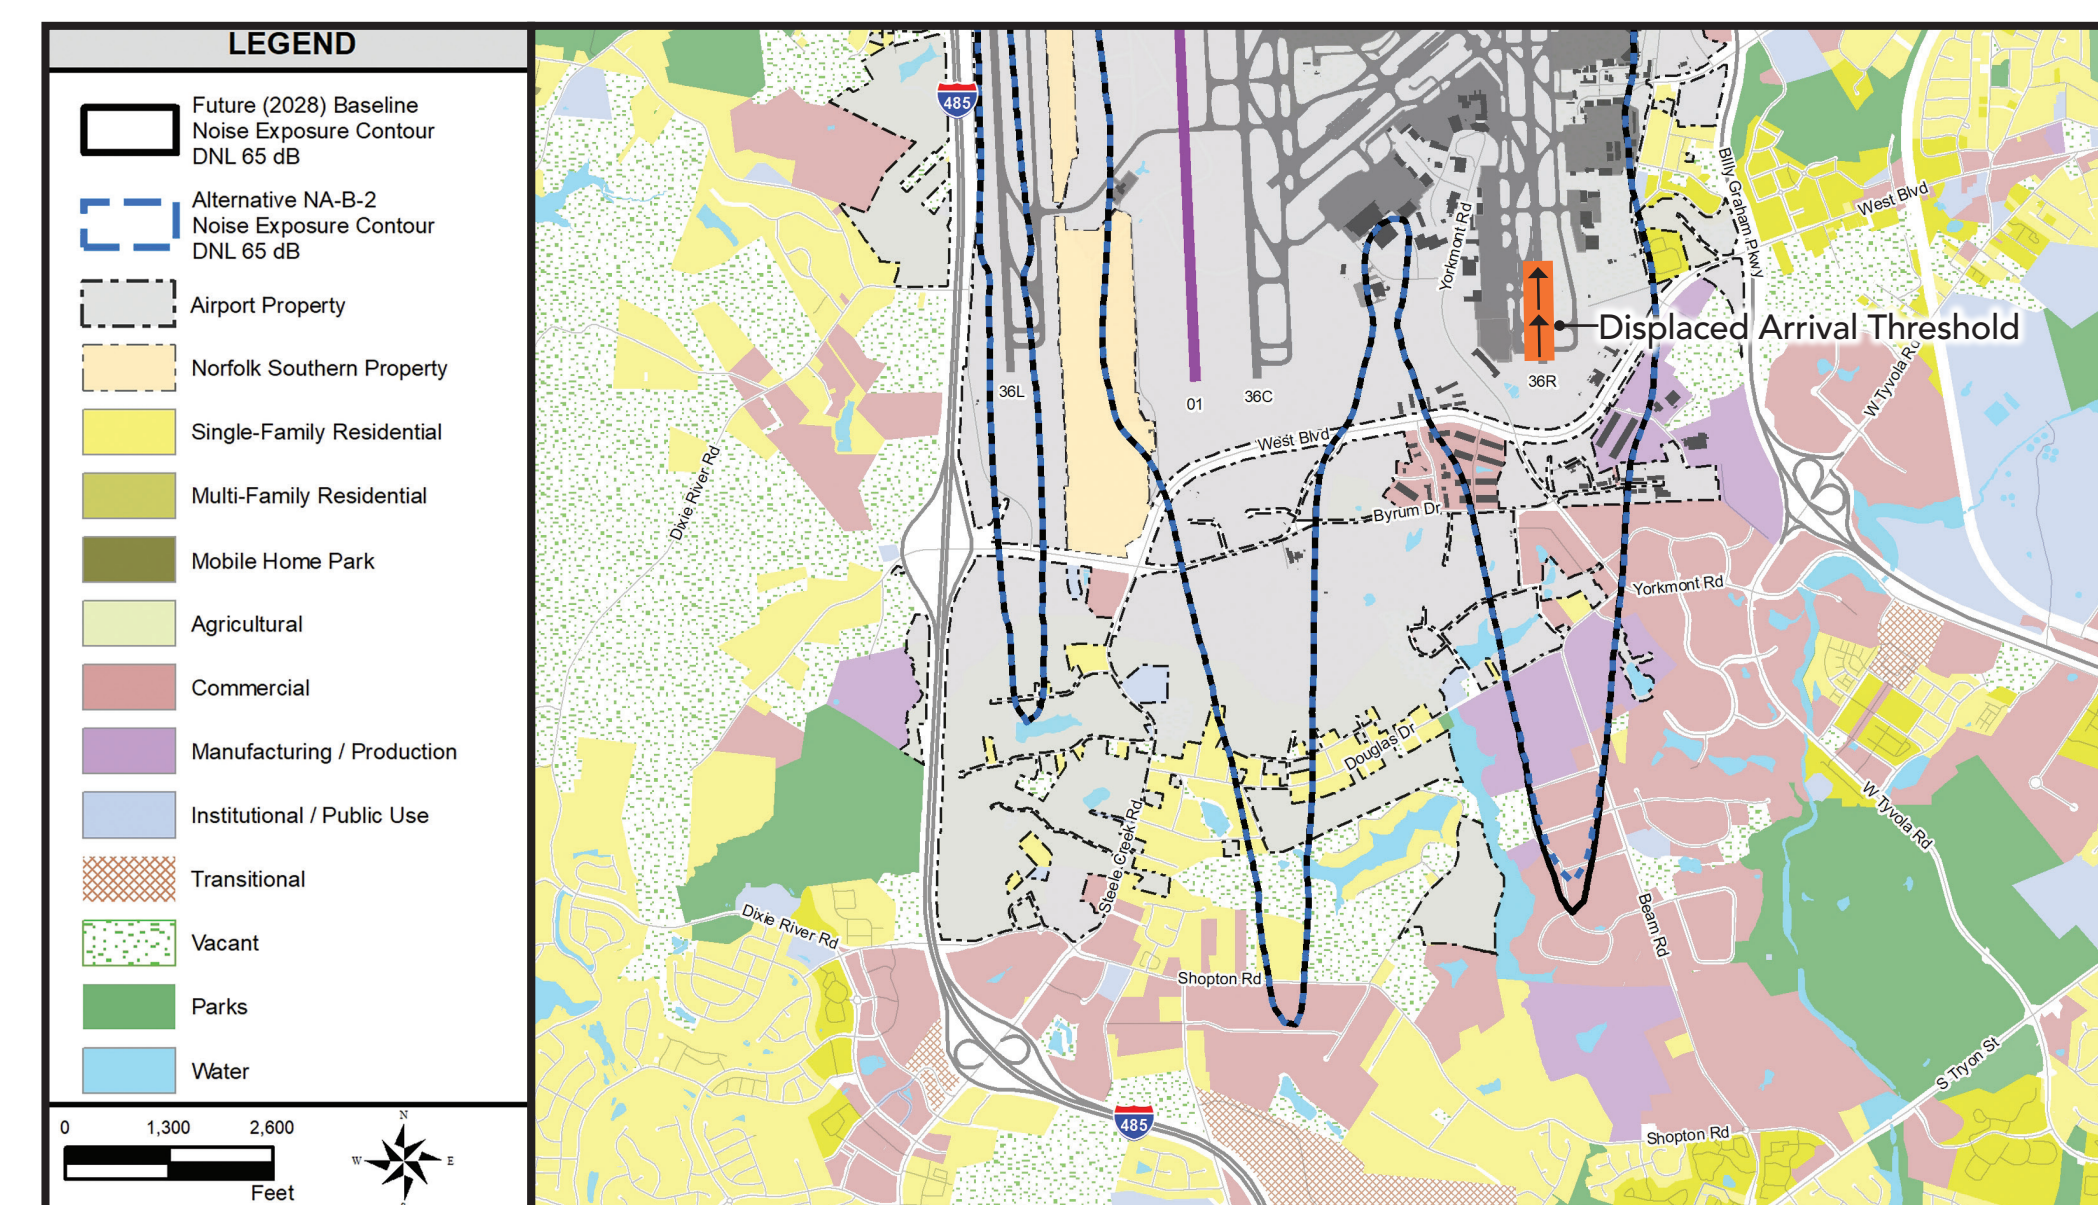 LEGEND
Future (2028) Baseline
Noise Exposure Contour
DNL 65 dB
Alternative NA-B-2
Noise Exposure Contour
DNL 65 dB
Airport Property
Norfolk Southern Property
Single-Family Residential
Multi-Family Residential
Mobile Home Park
Agricultural
Commercial
Manufacturing / Production
Institutional / Public Use
Transitional
Vacant
Parks
Water
0 1,300 2,600
Feet
N
W E
485
Billy Graham Pkwy
West Blvd
Yorkmont Rd
Displaced Arrival Threshold
W Tyvola Rd
36L
01
36C
36R
West Blvd
Dixie River Rd
Byrum Dr
Yorkmont Rd
Douglas Dr
Steele Creek Rd
W Tyvola Rd
Dixie River Rd
Beam Rd
Shopton Rd
S Tryon St
485
Shopton Rd